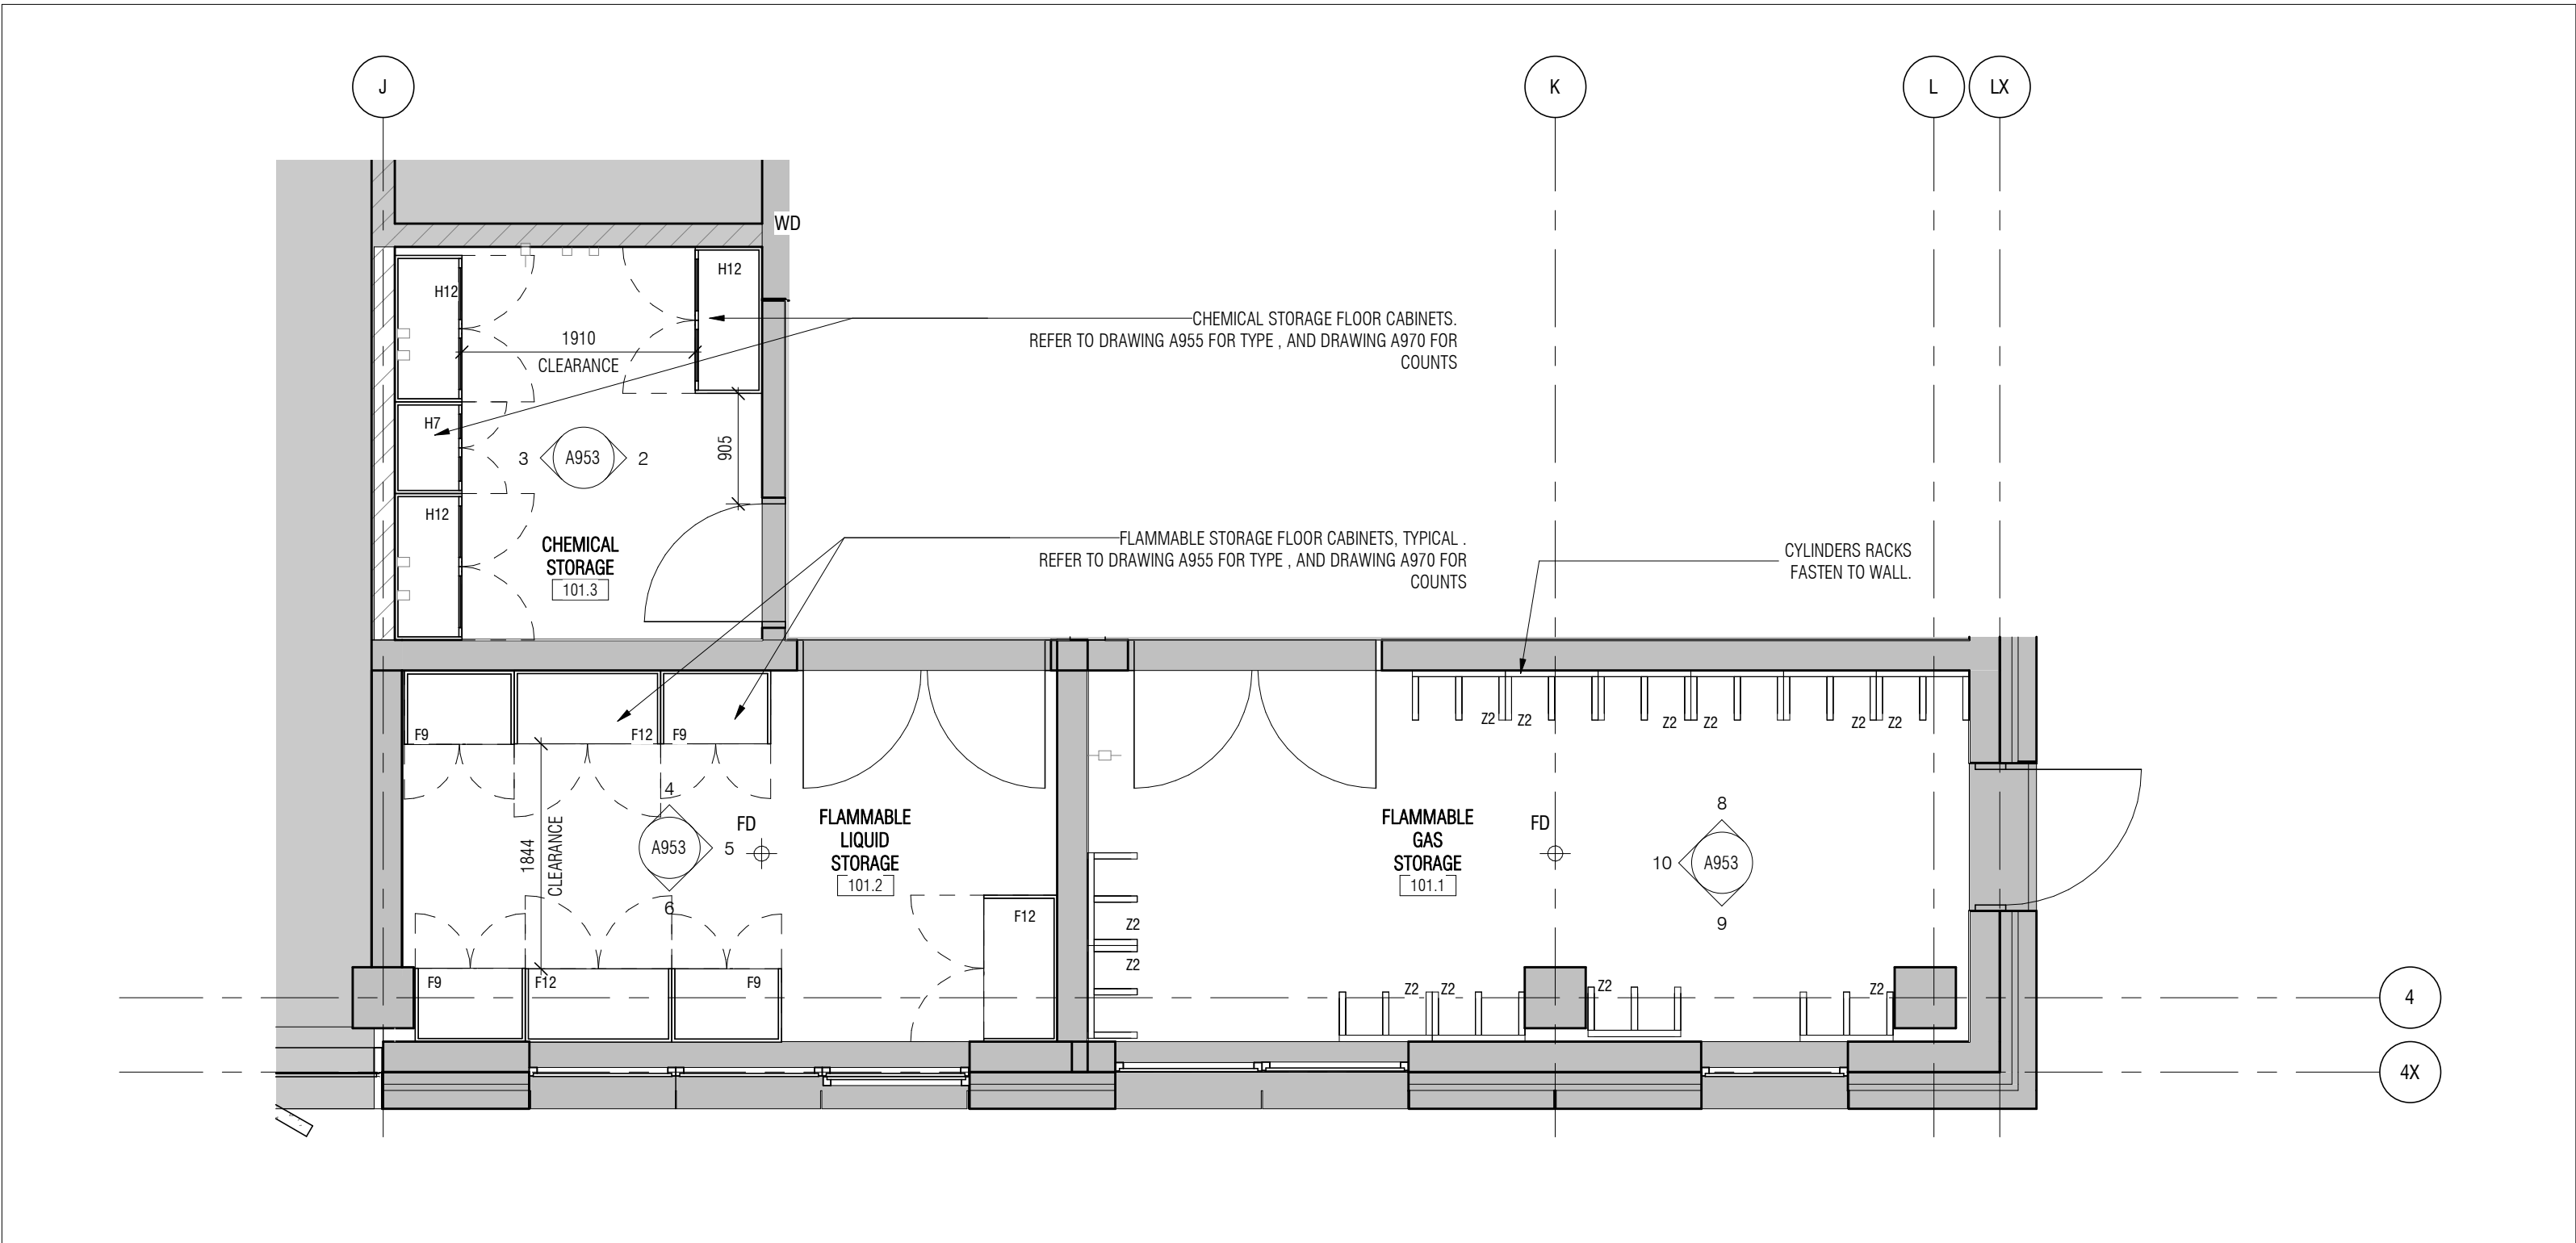 J
K
L
LX
WD
H12
H12
CHEMICAL STORAGE FLOOR CABINETS.
REFER TO DRAWING A955 FOR TYPE , AND DRAWING A970 FOR
COUNTS
1910
CLEARANCE
H7
905
3
A953
2
H12
CHEMICAL
STORAGE
101.3
FLAMMABLE STORAGE FLOOR CABINETS, TYPICAL .
REFER TO DRAWING A955 FOR TYPE , AND DRAWING A970 FOR
COUNTS
CYLINDERS RACKS
FASTEN TO WALL.
F9
F12
F9
Z2
Z2
Z2
Z2
Z2
Z2
4
A953
5
6
1844
CLEARANCE
FD
FLAMMABLE
LIQUID
STORAGE
101.2
FLAMMABLE
GAS
STORAGE
101.1
FD
8
10
A953
9
F12
Z2
Z2
F9
F12
F9
Z2
Z2
Z2
Z2
4
4X